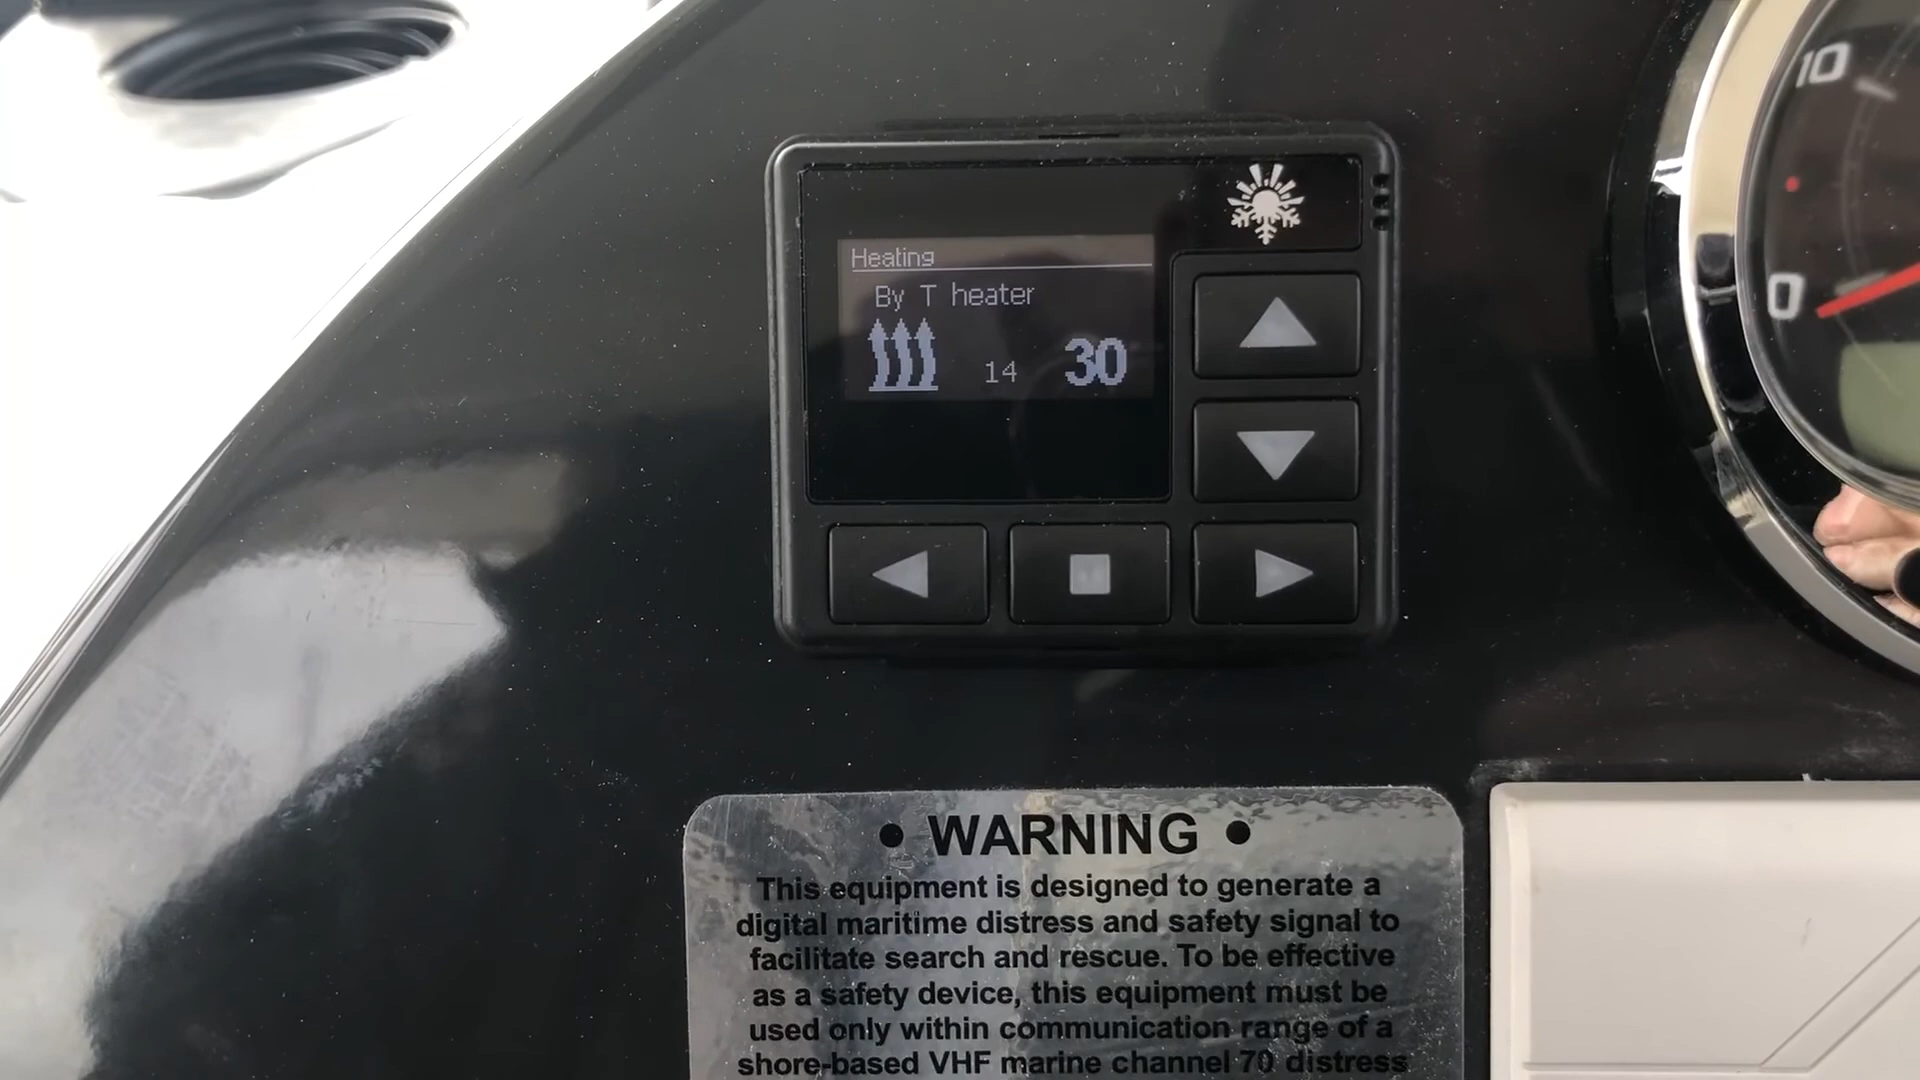 Heating
By T heater
14 30
10
0
• WARNING •
This equipment is designed to generate a
digital maritime distress and safety signal to
facilitate search and rescue. To be effective
as a safety device, this equipment must be
used only within communication range of a
shore-based VHF marine channel 70 distress